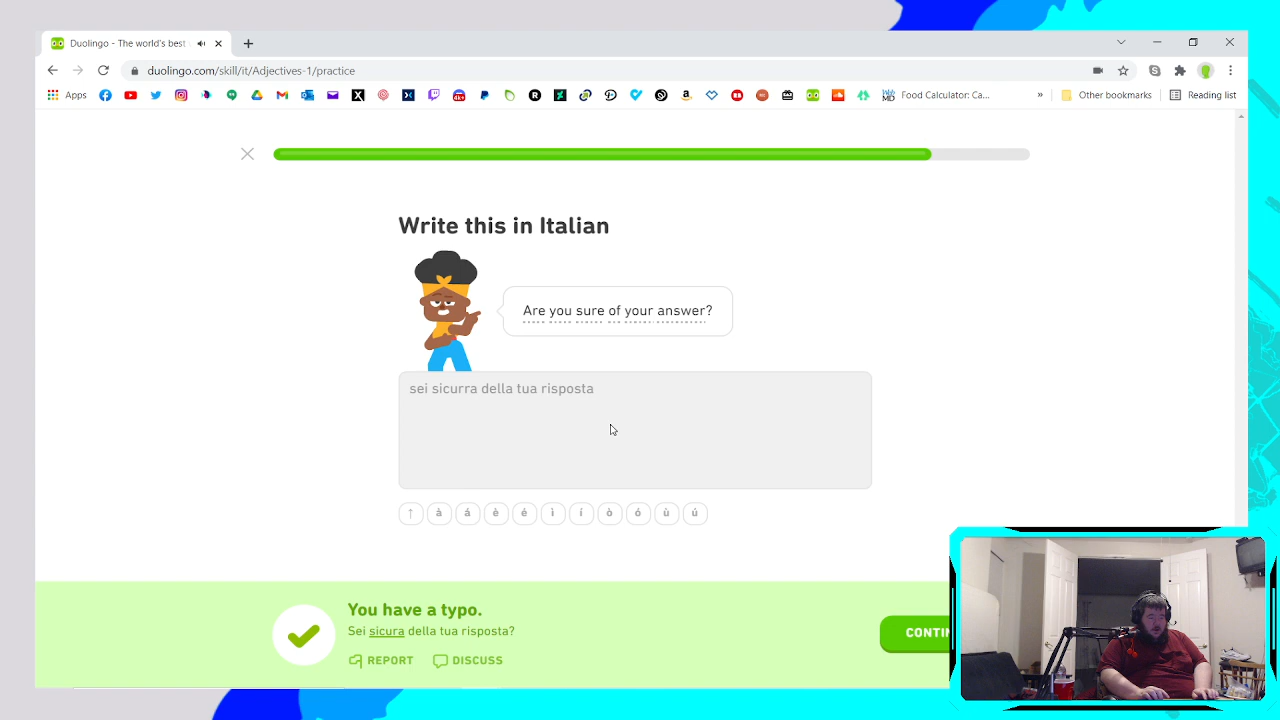 Duolingo - The world's best
duolingo.com/skill/it/Adjectives-1/practice
Apps
Food Calculator: Ca...
»
Other bookmarks
Reading list
Write this in Italian
Are you sure of your answer?
sei sicurra della tua risposta
↑ à á è é ì í ò ó ù ú
You have a typo.
Sei sicura della tua risposta?
REPORT
DISCUSS
CONTIN